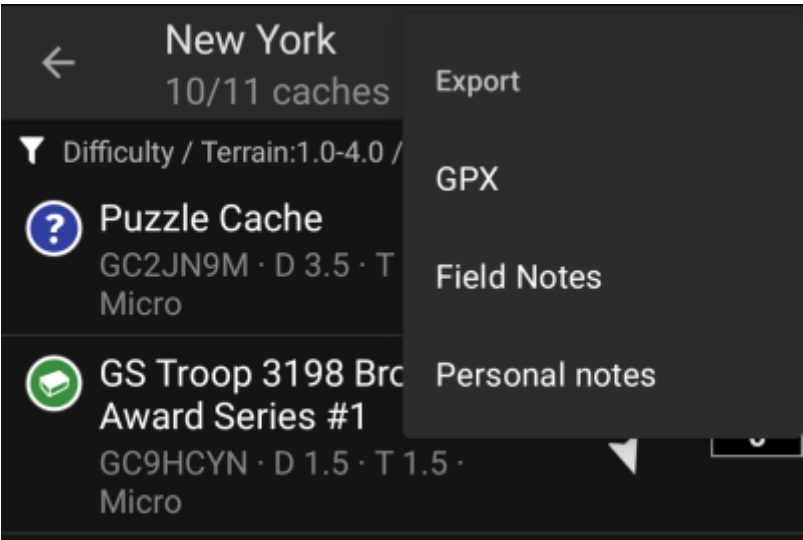 New York
10/11 caches
Difficulty / Terrain:1.0-4.0 /
Puzzle Cache
GC2JN9M · D 3.5 · T
Micro
GS Troop 3198 Bro
Award Series #1
GC9HCYN · D 1.5 · T 1.5 ·
Micro
Export
GPX
Field Notes
Personal notes